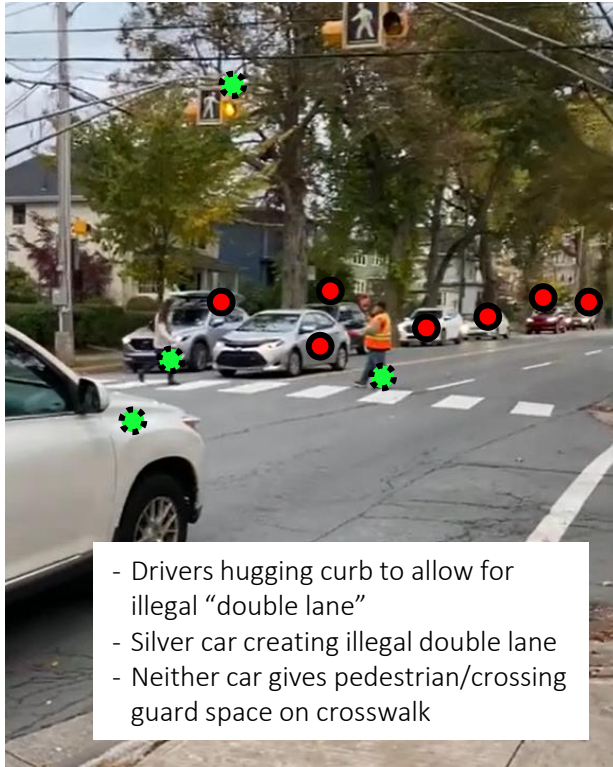 - Drivers hugging curb to allow for
illegal “double lane”
- Silver car creating illegal double lane
- Neither car gives pedestrian/crossing
guard space on crosswalk